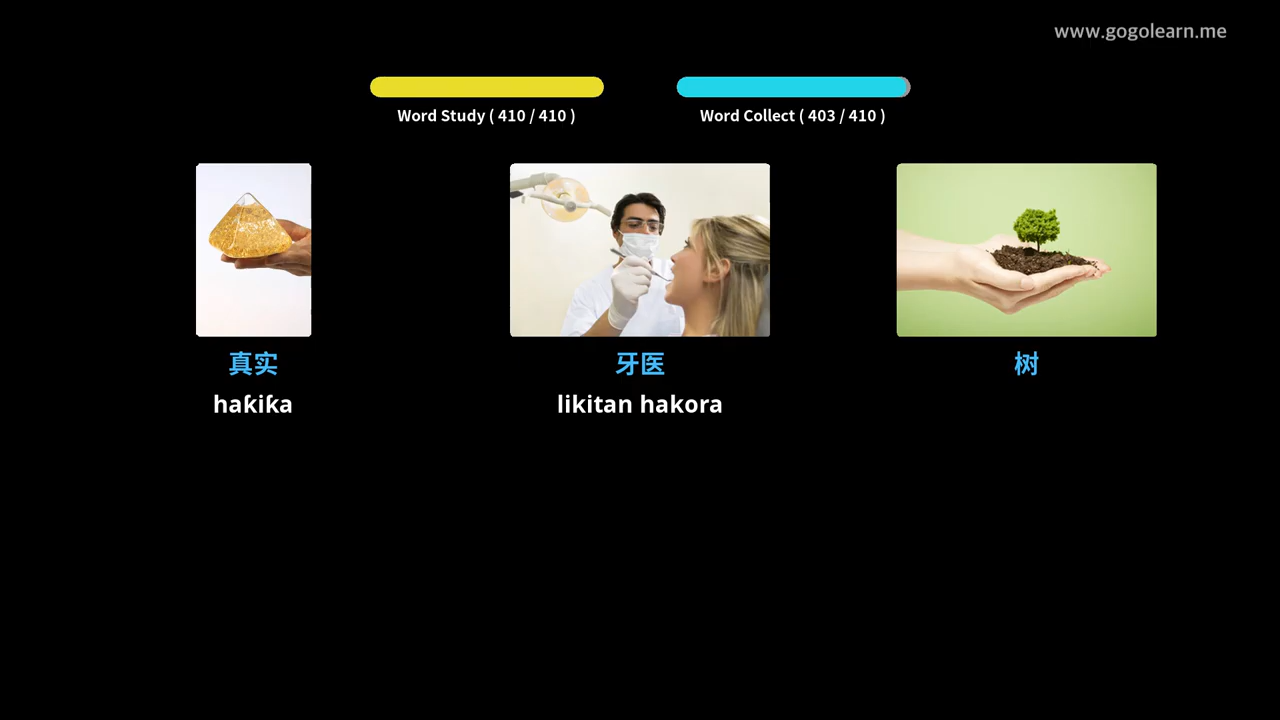 www.gogolearn.me
Word Study ( 410 / 410 )
Word Collect ( 403 / 410 )
真实
牙医
树
haƙiƙa
likitan hakora